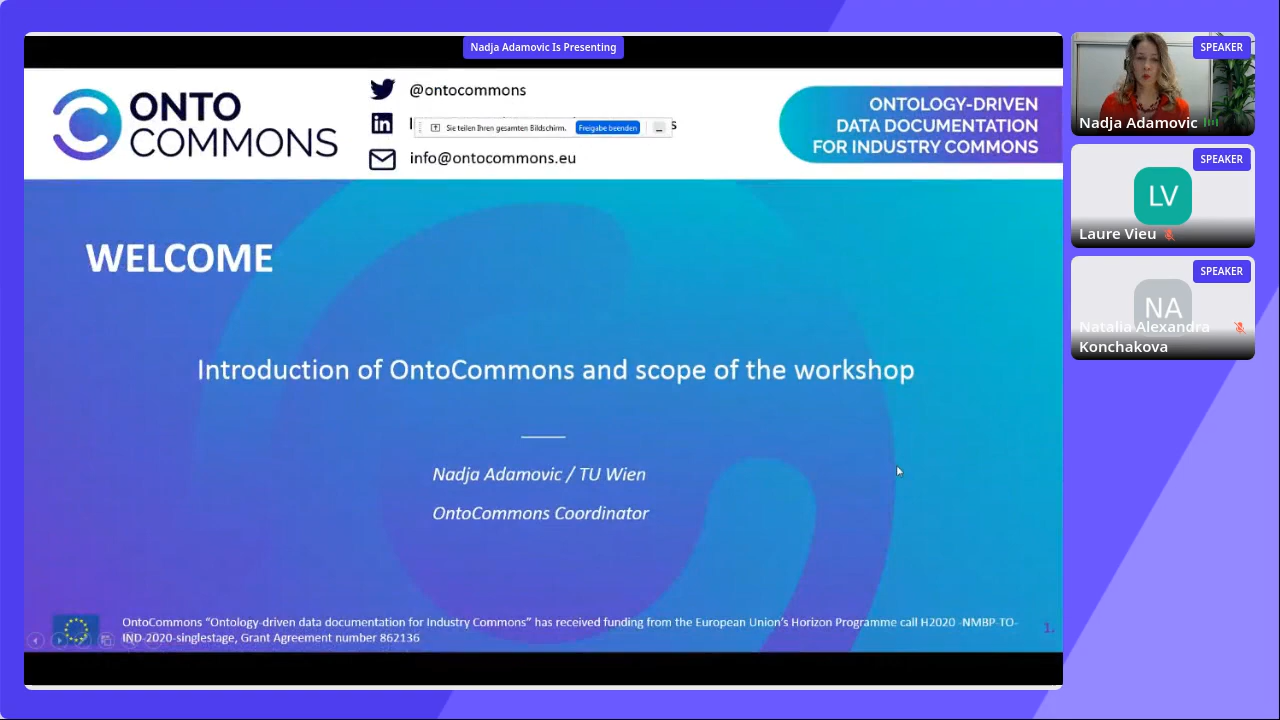 Nadja Adamovic Is Presenting
ONTO
COMMONS
@ontocommons
Sie teilen Ihren gesamten Bildschirm.
Freigabe beenden
info@ontocommons.eu
ONTOLOGY-DRIVEN
DATA DOCUMENTATION
FOR INDUSTRY COMMONS
WELCOME
Introduction of OntoCommons and scope of the workshop
Nadja Adamovic / TU Wien
OntoCommons Coordinator
OntoCommons “Ontology-driven data documentation for Industry Commons” has received funding from the European Union’s Horizon Programme call H2020 -NMBP-TO-
IND-2020-singlestage, Grant Agreement number 862136
1.
SPEAKER
Nadja Adamovic
SPEAKER
LV
Laure Vieu
SPEAKER
NA
Natalia Alexandra
Konchakova